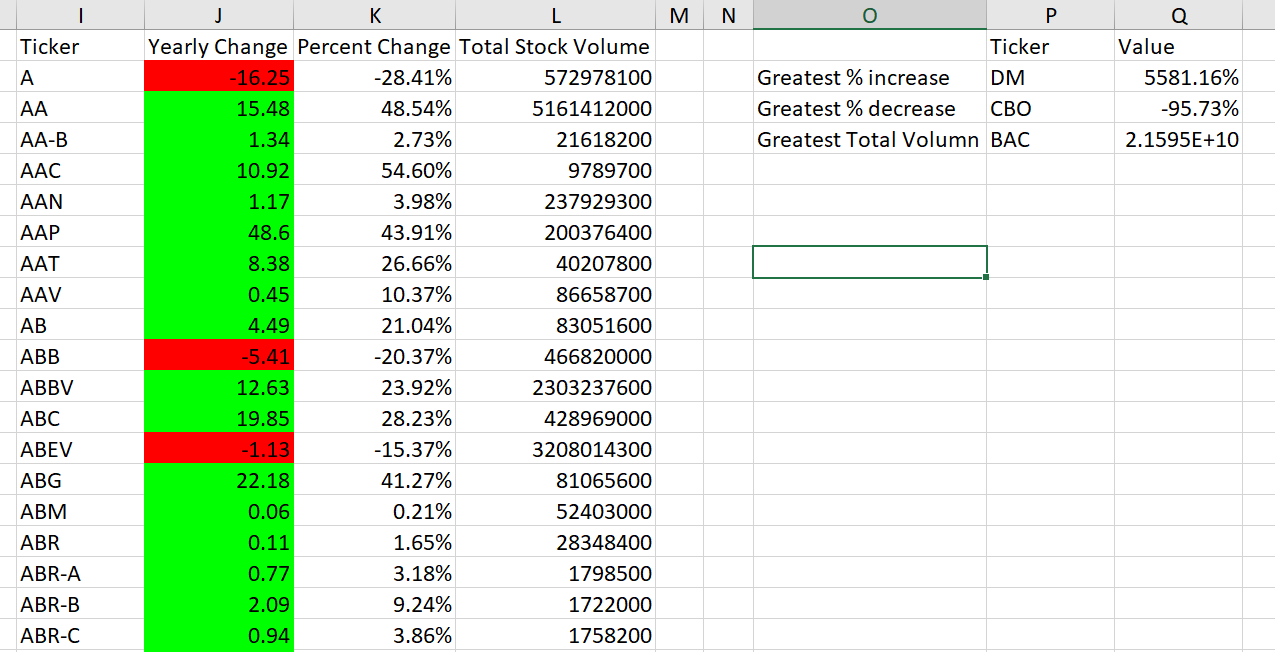 I J K L M N O P Q
Ticker Yearly Change Percent Change Total Stock Volume Ticker Value
A -16.25 -28.41% 572978100 Greatest % increase DM 5581.16%
AA 15.48 48.54% 5161412000 Greatest % decrease CBO -95.73%
AA-B 1.34 2.73% 21618200 Greatest Total Volumn BAC 2.1595E+10
AAC 10.92 54.60% 9789700
AAN 1.17 3.98% 237929300
AAP 48.6 43.91% 200376400
AAT 8.38 26.66% 40207800
AAV 0.45 10.37% 86658700
AB 4.49 21.04% 83051600
ABB -5.41 -20.37% 466820000
ABBV 12.63 23.92% 2303237600
ABC 19.85 28.23% 428969000
ABEV -1.13 -15.37% 3208014300
ABG 22.18 41.27% 81065600
ABM 0.06 0.21% 52403000
ABR 0.11 1.65% 28348400
ABR-A 0.77 3.18% 1798500
ABR-B 2.09 9.24% 1722000
ABR-C 0.94 3.86% 1758200